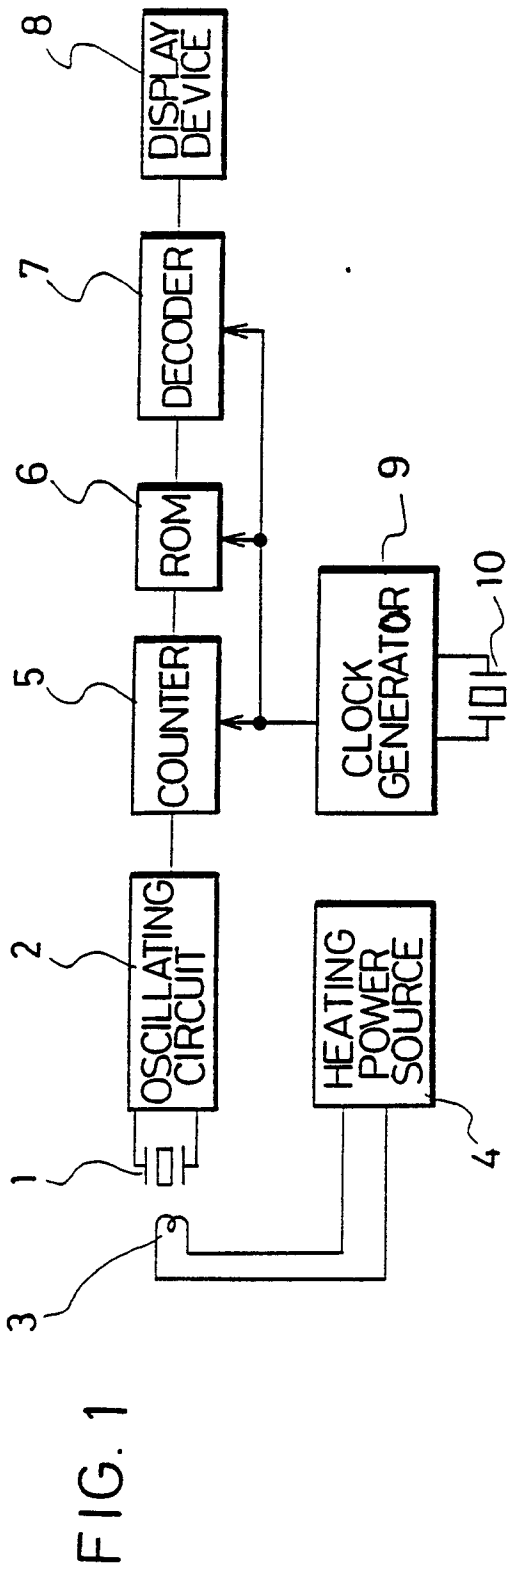 FIG. 1
1
2
5
6
7
8
OSCILLATING
CIRCUIT
COUNTER
ROM
DECODER
DISPLAY
DEVICE
3
HEATING
POWER
SOURCE
4
CLOCK
GENERATOR
9
10